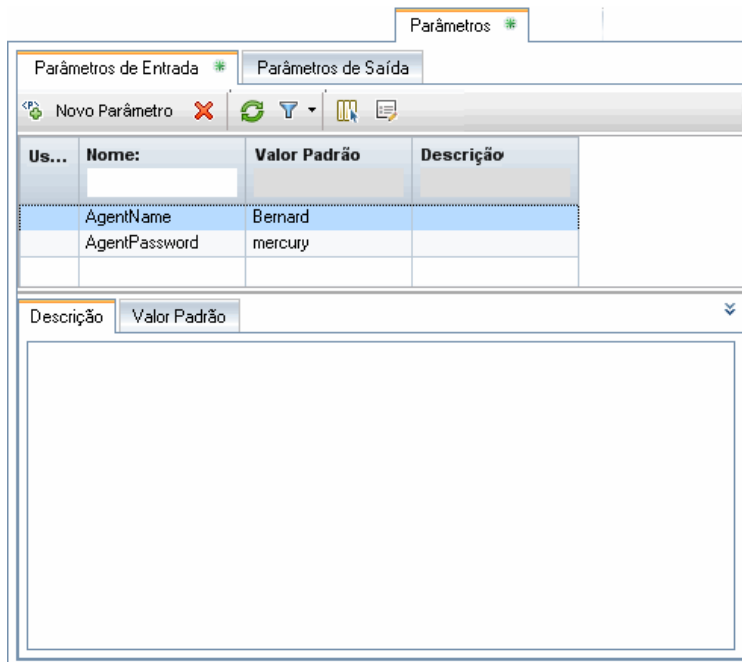 Parâmetros
Parâmetros de Entrada Parâmetros de Saída
Novo Parâmetro
Us... Nome: Valor Padrão Descrição
AgentName Bernard
AgentPassword mercury
Descrição Valor Padrão